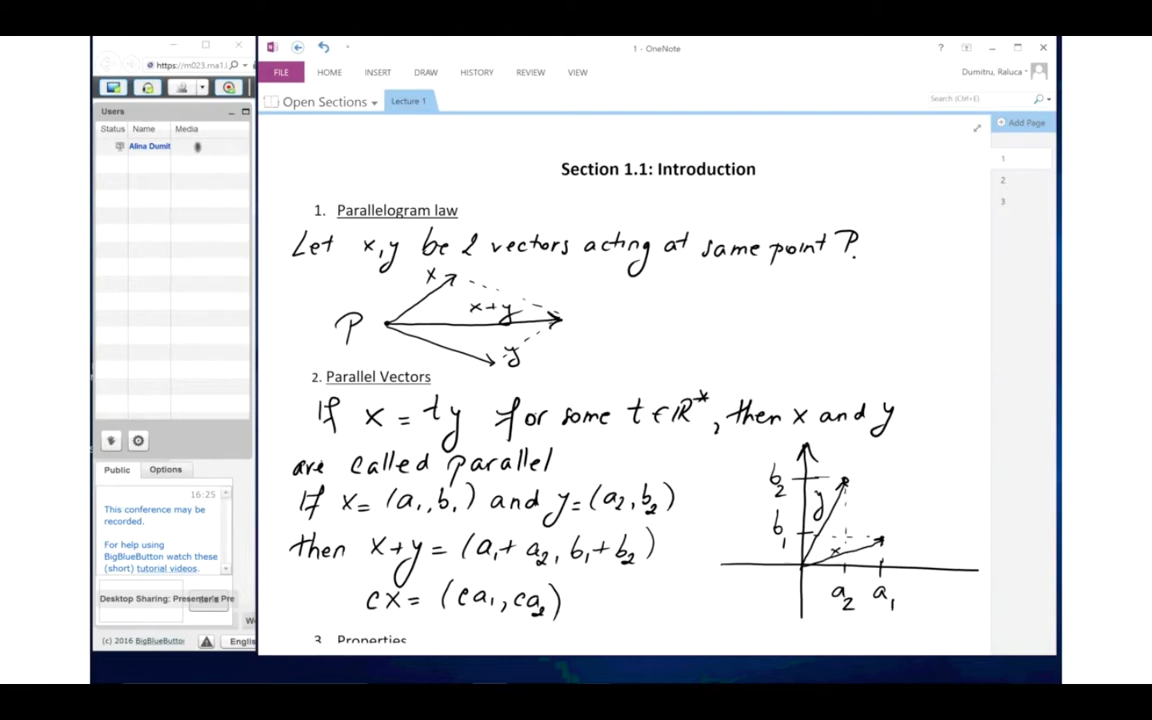 1 - OneNote
https://m023.rna1.l
FILE HOME INSERT DRAW HISTORY REVIEW VIEW
Dumitru, Raluca
Open Sections Lecture 1
Search (Ctrl+E)
Users
Status Name Media
Alina Dumit
Add Page
1
2
3
Section 1.1: Introduction
1. Parallelogram law
Let x, y be 2 vectors acting at same point P.
x
x+y
P
y
2. Parallel Vectors
If x = ty for some t ∈ ℝ*, then x and y
are called parallel
If x = (a₁, b₁) and y = (a₂, b₂)
then x+y = (a₁+a₂, b₁+b₂)
cx = (ca₁, ca₂)
b₂
y
b₁
x
a₂ a₁
3. Properties
Public Options
16:25
This conference may be
recorded.
For help using
BigBlueButton watch these
(short) tutorial videos.
Desktop Sharing: Presenter's Pre
(c) 2016 BigBlueButton
English